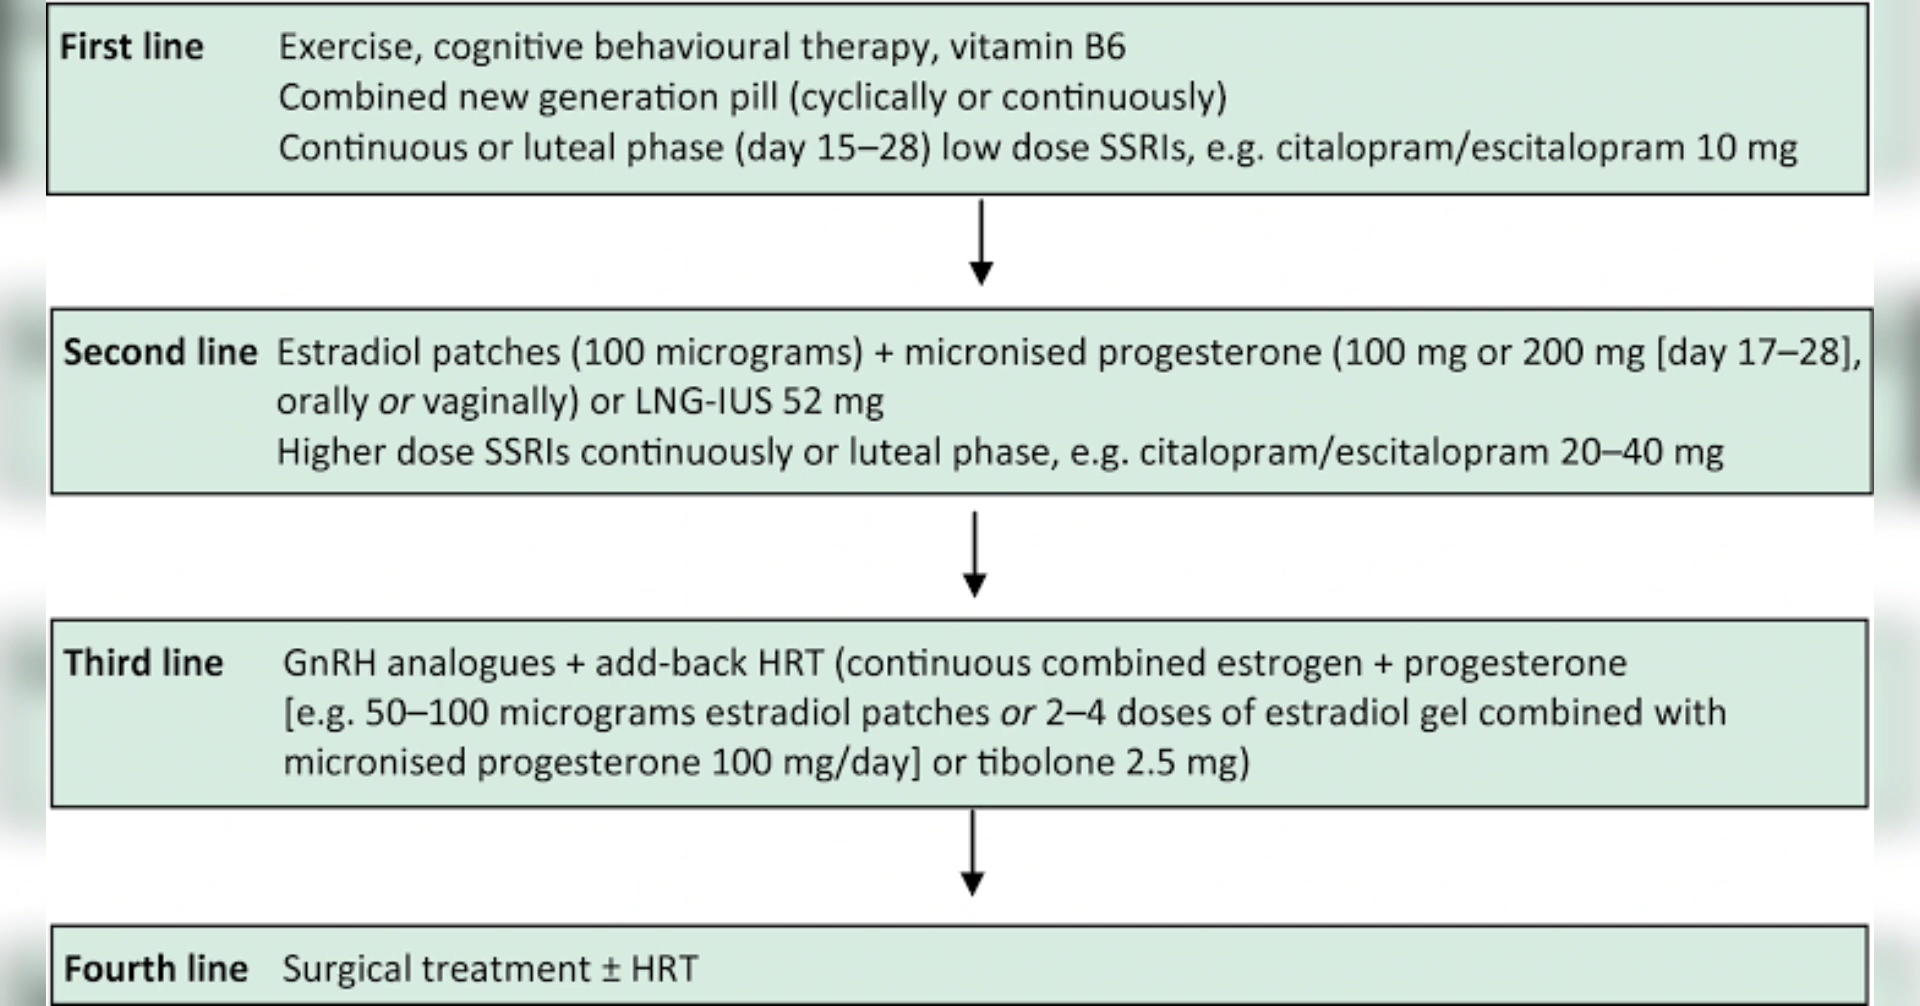 First line Exercise, cognitive behavioural therapy, vitamin B6
Combined new generation pill (cyclically or continuously)
Continuous or luteal phase (day 15–28) low dose SSRIs, e.g. citalopram/escitalopram 10 mg
Second line Estradiol patches (100 micrograms) + micronised progesterone (100 mg or 200 mg [day 17–28],
orally or vaginally) or LNG-IUS 52 mg
Higher dose SSRIs continuously or luteal phase, e.g. citalopram/escitalopram 20–40 mg
Third line GnRH analogues + add-back HRT (continuous combined estrogen + progesterone
[e.g. 50–100 micrograms estradiol patches or 2–4 doses of estradiol gel combined with
micronised progesterone 100 mg/day] or tibolone 2.5 mg)
Fourth line Surgical treatment ± HRT